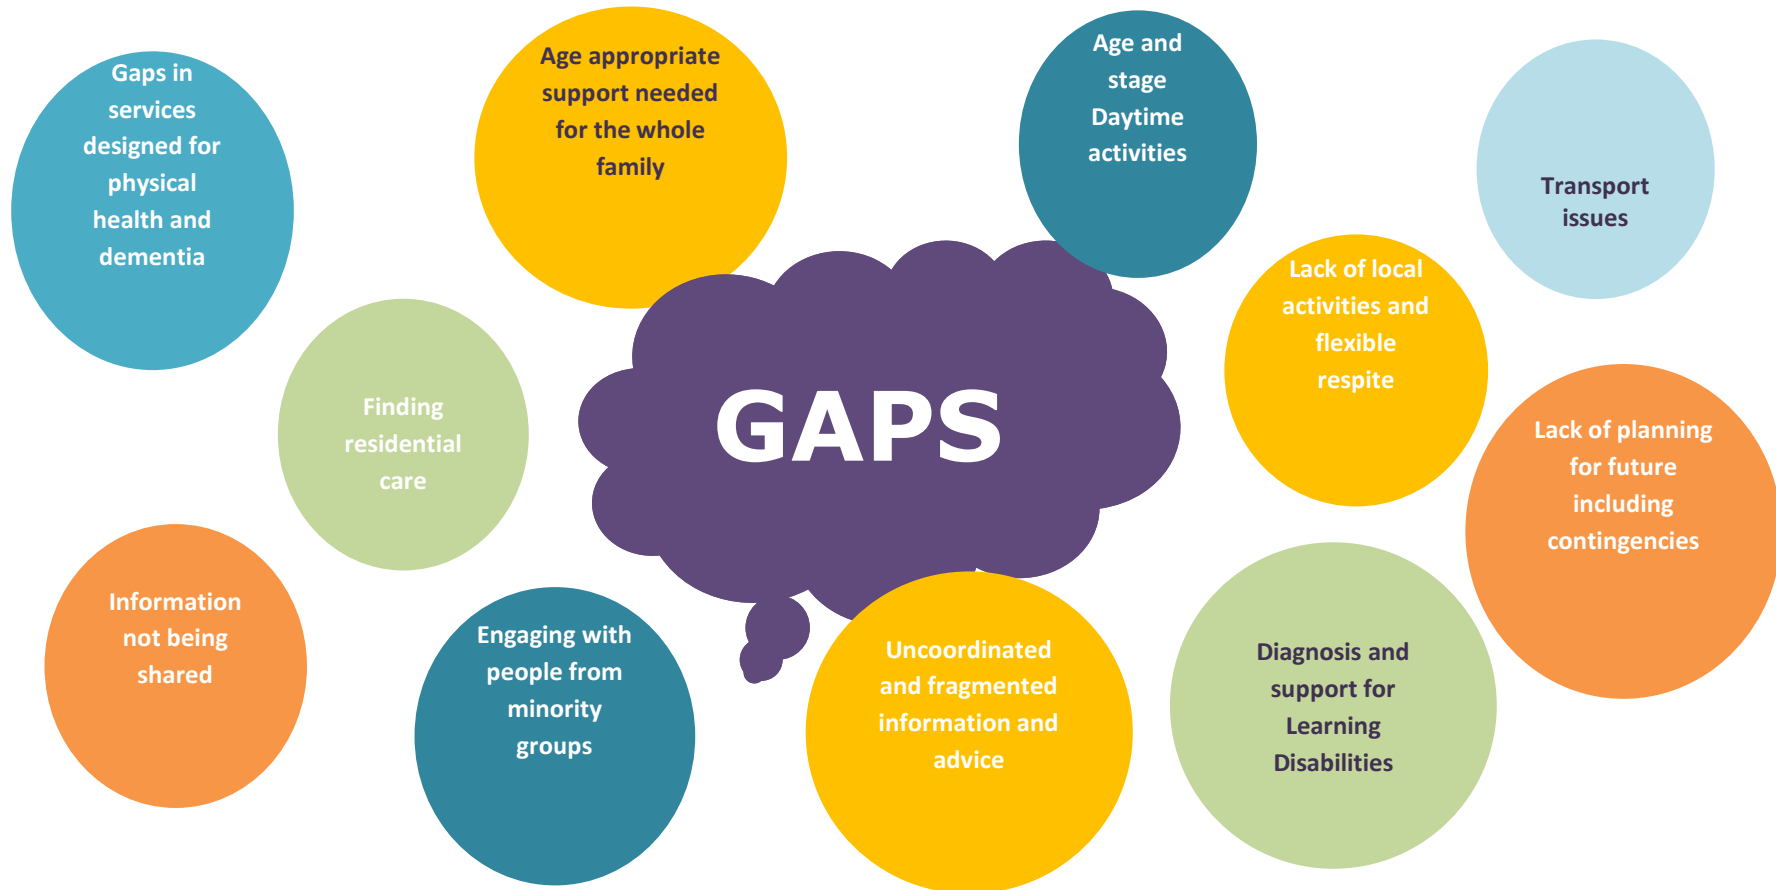 Gaps in
services
designed for
physical
health and
dementia
Age appropriate
support needed
for the whole
family
Age and
stage
Daytime
activities
Transport
issues
Lack of local
activities and
flexible
respite
GAPS
Finding
residential
care
Lack of planning
for future
including
contingencies
Information
not being
shared
Engaging with
people from
minority
groups
Uncoordinated
and fragmented
information and
advice
Diagnosis and
support for
Learning
Disabilities